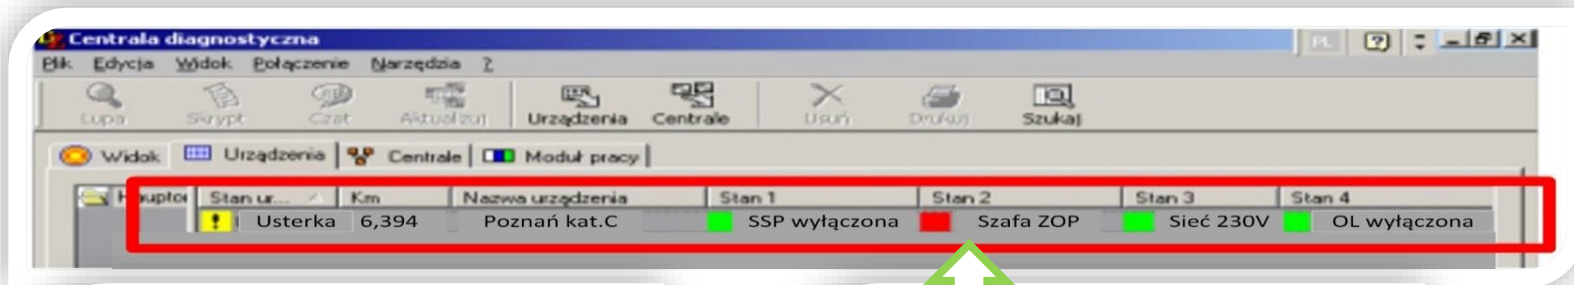 Centrala diagnostyczna PL
Plik Edycja Widok Połączenie Narzędzia ?
Lupa Skrypt Czat Aktualizuj Urządzenia Centrale Usuń Drukuj Szukaj
Widok Urządzenia Centrale Moduł pracy
Stan ur... Km Nazwa urządzenia Stan 1 Stan 2 Stan 3 Stan 4
! Usterka 6,394 Poznań kat.C SSP wyłączona Szafa ZOP Sieć 230V OL wyłączona